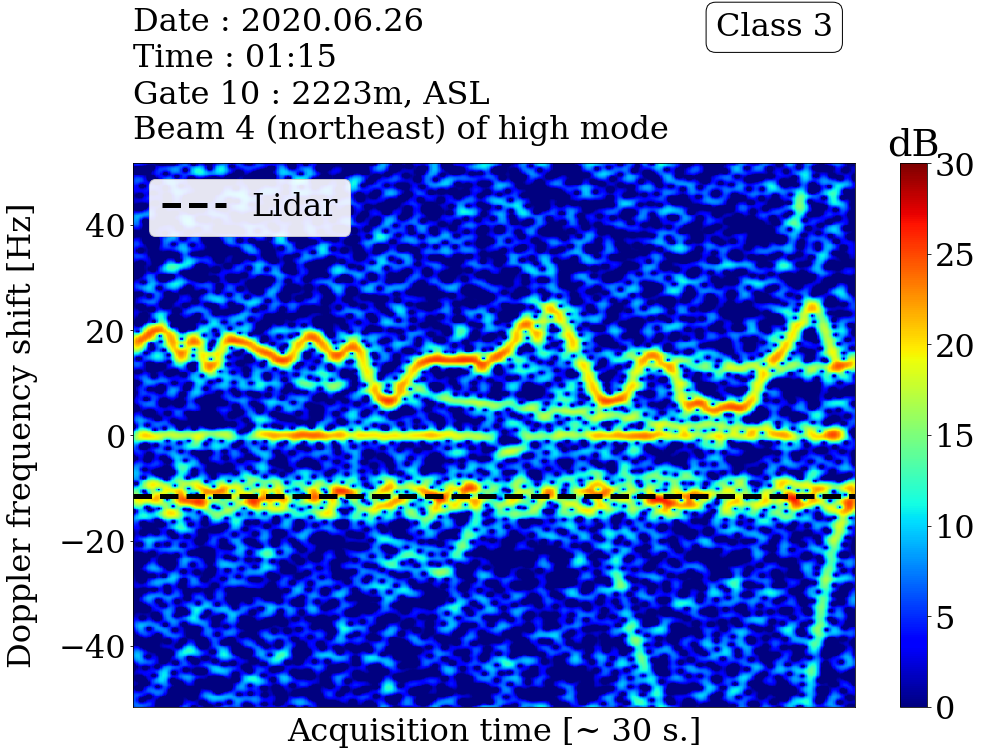 Date : 2020.06.26
Time : 01:15
Gate 10 : 2223m, ASL
Beam 4 (northeast) of high mode
Class 3
dB
Lidar
Doppler frequency shift [Hz]
40
20
0
−20
−40
30
25
20
15
10
5
0
Acquisition time [~ 30 s.]